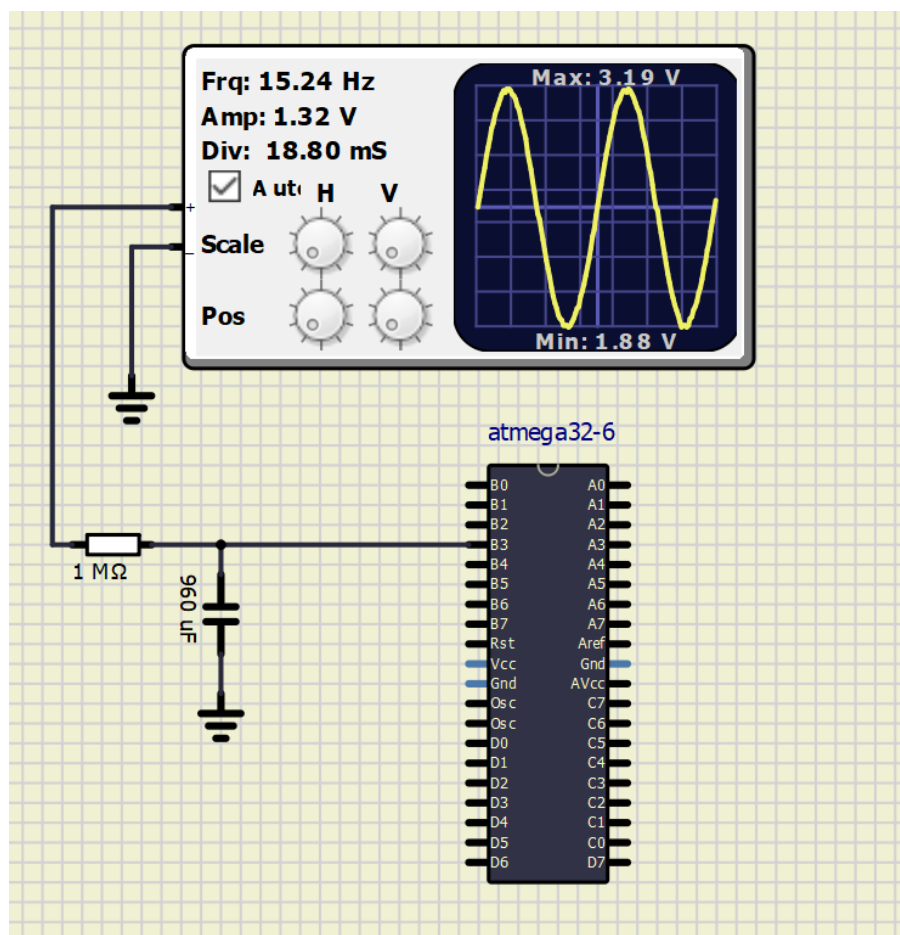 Frq: 15.24 Hz
Amp: 1.32 V
Div: 18.80 mS
Aut
H V
+
−
Scale
Pos
Max: 3.19 V
Min: 1.88 V
1 MΩ
960 uF
atmega32-6
B0 A0
B1 A1
B2 A2
B3 A3
B4 A4
B5 A5
B6 A6
B7 A7
Rst Aref
Vcc Gnd
Gnd AVcc
Osc C7
Osc C6
D0 C5
D1 C4
D2 C3
D3 C2
D4 C1
D5 C0
D6 D7